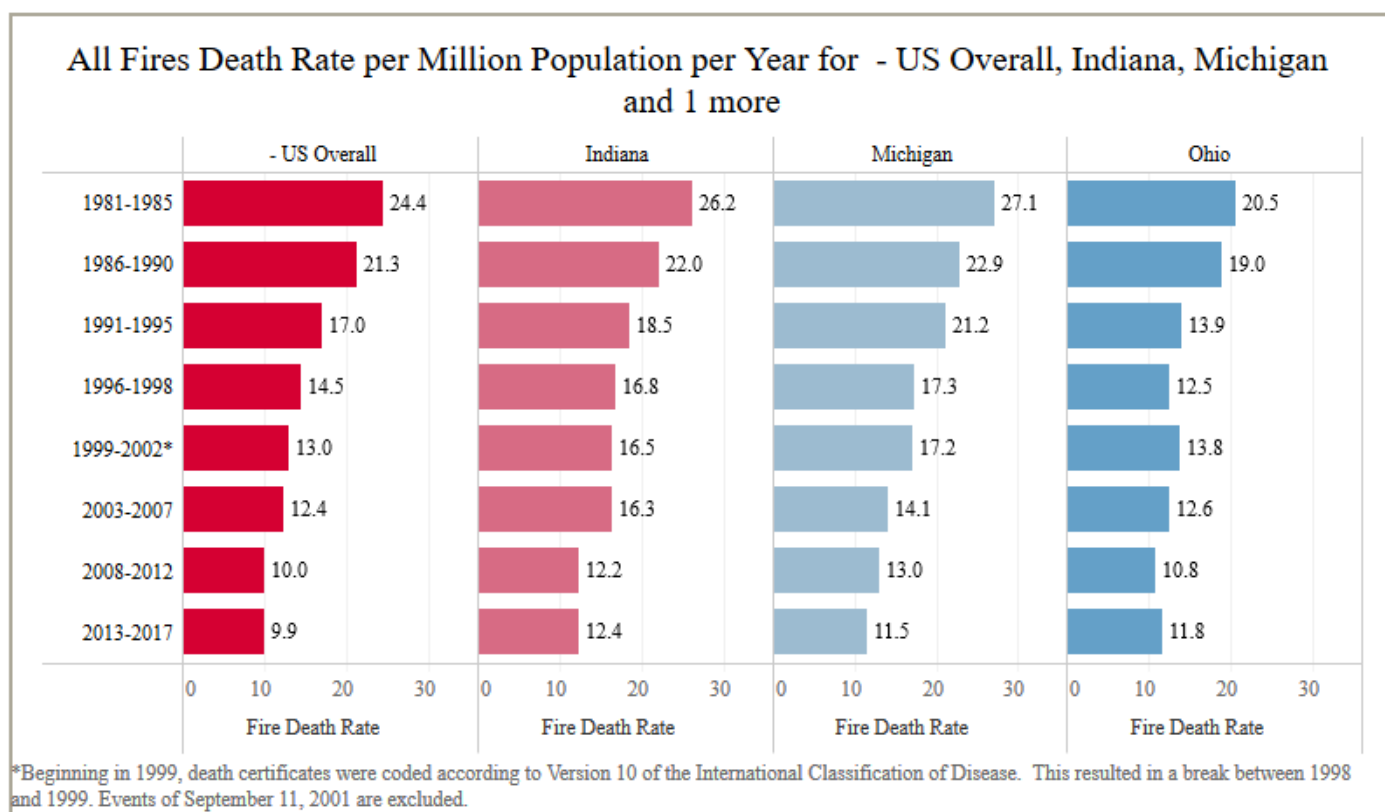 All Fires Death Rate per Million Population per Year for - US Overall, Indiana, Michigan
and 1 more
- US Overall Indiana Michigan Ohio
1981-1985 24.4 26.2 27.1 20.5
1986-1990 21.3 22.0 22.9 19.0
1991-1995 17.0 18.5 21.2 13.9
1996-1998 14.5 16.8 17.3 12.5
1999-2002* 13.0 16.5 17.2 13.8
2003-2007 12.4 16.3 14.1 12.6
2008-2012 10.0 12.2 13.0 10.8
2013-2017 9.9 12.4 11.5 11.8
0 10 20 30 0 10 20 30 0 10 20 30 0 10 20 30
Fire Death Rate Fire Death Rate Fire Death Rate Fire Death Rate
*Beginning in 1999, death certificates were coded according to Version 10 of the International Classification of Disease. This resulted in a break between 1998
and 1999. Events of September 11, 2001 are excluded.